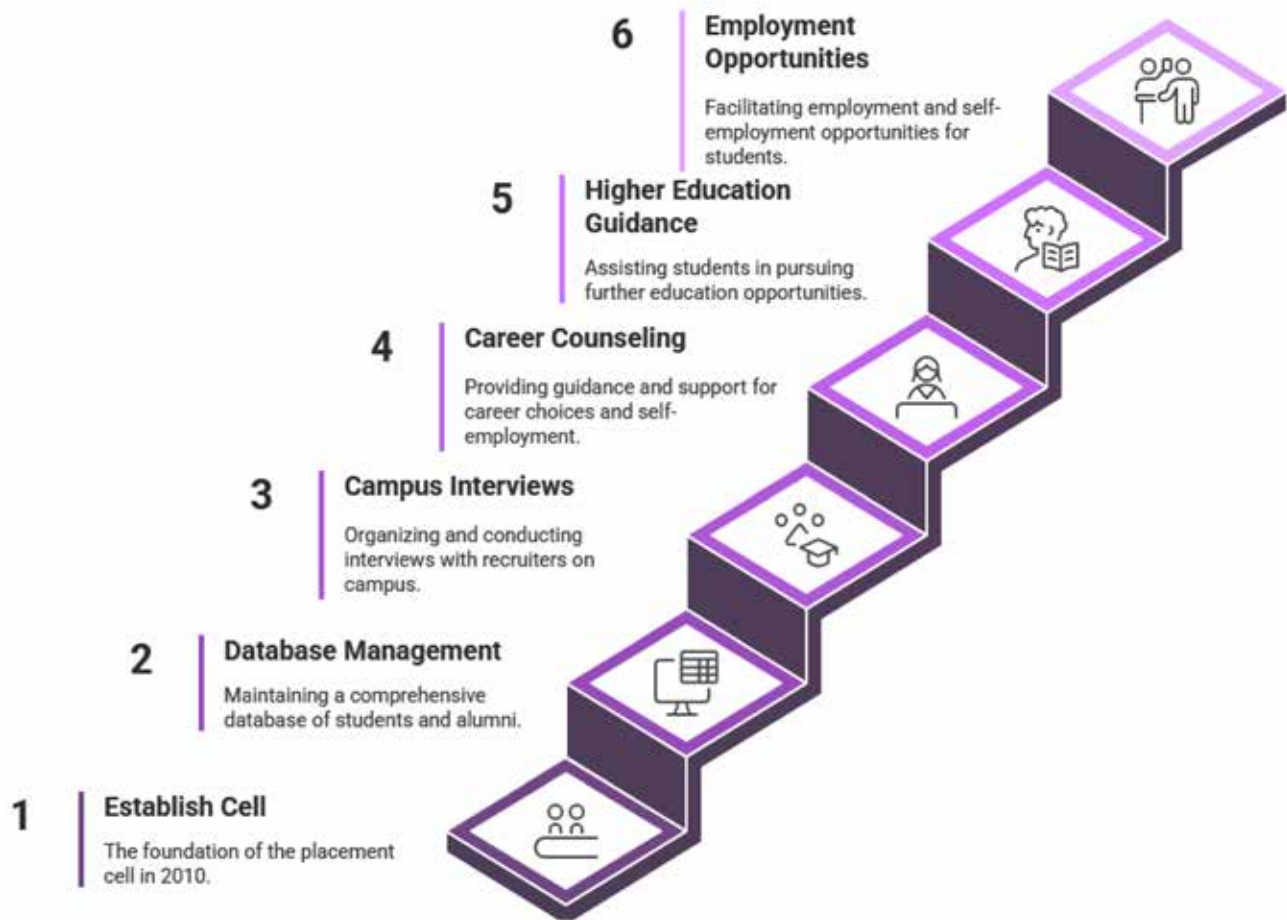 6
Employment
Opportunities
Facilitating employment and self-
employment opportunities for
students.
5
Higher Education
Guidance
Assisting students in pursuing
further education opportunities.
4
Career Counseling
Providing guidance and support for
career choices and self-
employment.
3
Campus Interviews
Organizing and conducting
interviews with recruiters on
campus.
2
Database Management
Maintaining a comprehensive
database of students and alumni.
1
Establish Cell
The foundation of the placement
cell in 2010.